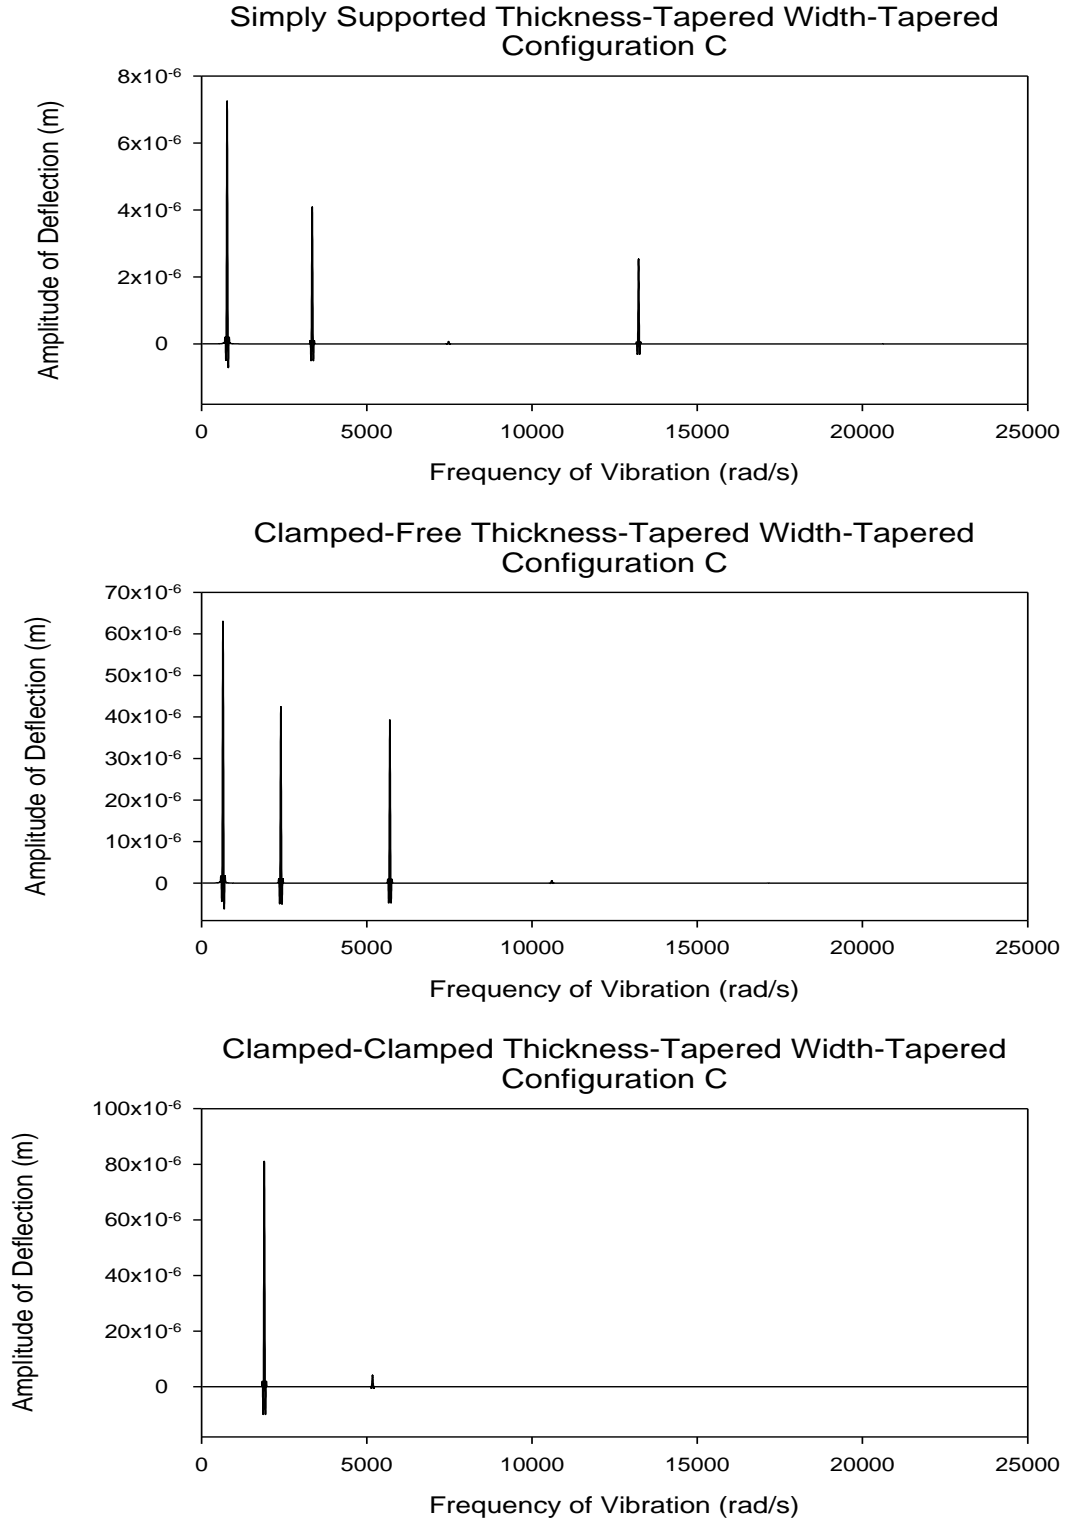 Simply Supported Thickness-Tapered Width-Tapered
Configuration C
Amplitude of Deflection (m)
8x10-6
6x10-6
4x10-6
2x10-6
0
0 5000 10000 15000 20000 25000
Frequency of Vibration (rad/s)
Clamped-Free Thickness-Tapered Width-Tapered
Configuration C
Amplitude of Deflection (m)
70x10-6
60x10-6
50x10-6
40x10-6
30x10-6
20x10-6
10x10-6
0
0 5000 10000 15000 20000 25000
Frequency of Vibration (rad/s)
Clamped-Clamped Thickness-Tapered Width-Tapered
Configuration C
Amplitude of Deflection (m)
100x10-6
80x10-6
60x10-6
40x10-6
20x10-6
0
0 5000 10000 15000 20000 25000
Frequency of Vibration (rad/s)